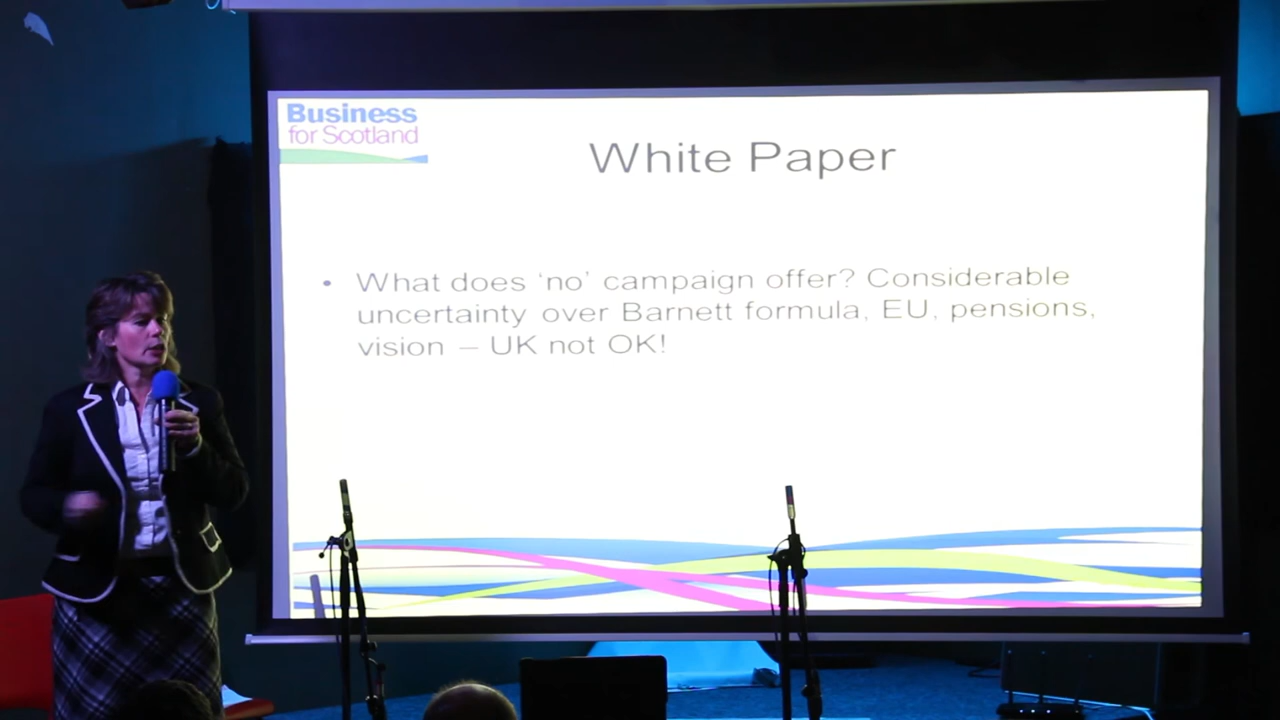 Business
for Scotland
White Paper
• What does ‘no’ campaign offer? Considerable
uncertainty over Barnett formula, EU, pensions,
vision – UK not OK!